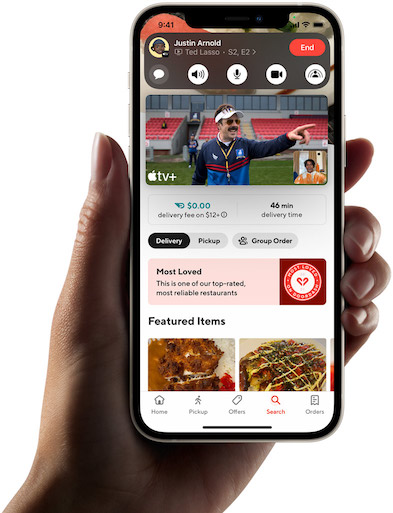 9:41
Justin Arnold
Ted Lasso · S2, E2 >
End
tv+
$0.00
delivery fee on $12+
46 min
delivery time
Delivery
Pickup
Group Order
Most Loved
This is one of our top-rated,
most reliable restaurants
MOST LOVED
DOORDASH
Featured Items
Home
Pickup
Offers
Search
Orders